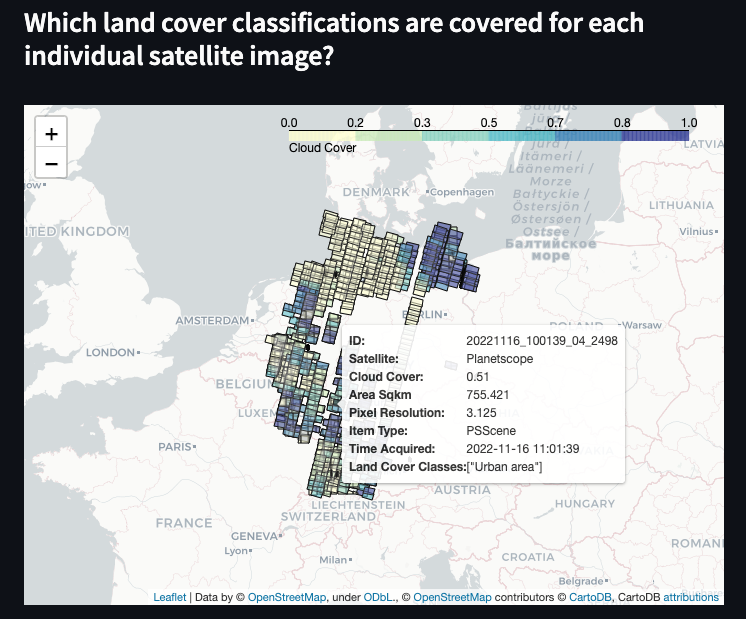 Which land cover classifications are covered for each
individual satellite image?
+
−
0.0 0.2 0.3 0.5 0.7 0.8 1.0
Cloud Cover
Baltijas
jūra /
Itämeri /
Läänemeri /
Morze
Bałtyckie /
Östersjön /
Østersøen /
Ostsee /
Балтийское
море
LATVIA
DENMARK
Copenhagen
LITHUANIA
Vilnius
UNITED KINGDOM
AMSTERDAM
BERLIN
POLAND
Warsaw
LONDON
BELGIUM
LUXEM
PARIS
ID: 20221116_100139_04_2498
Satellite: Planetscope
Cloud Cover: 0.51
Area Sqkm 755.421
Pixel Resolution: 3.125
Item Type: PSScene
Time Acquired: 2022-11-16 11:01:39
Land Cover Classes:["Urban area"]
AUSTRIA
LIECHTENSTEIN
SWITZERLAND
HUNGARY
FRANCE
GENEVA
Lyon
Milan
CROATIA
ROMAN
Belgrade
Leaflet | Data by © OpenStreetMap, under ODbL., © OpenStreetMap contributors © CartoDB, CartoDB attributions